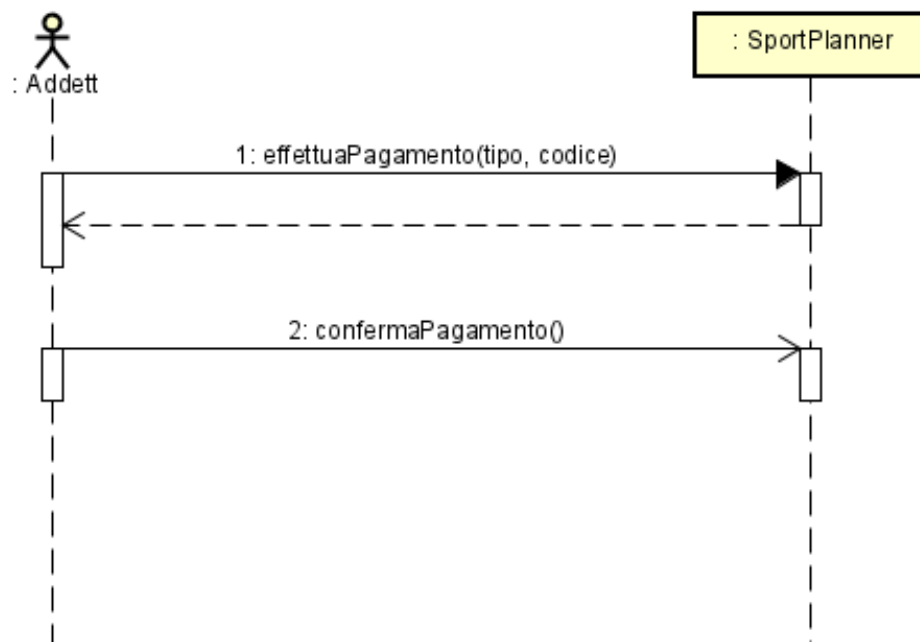 : Addett
: SportPlanner
1: effettuaPagamento(tipo, codice)
2: confermaPagamento()